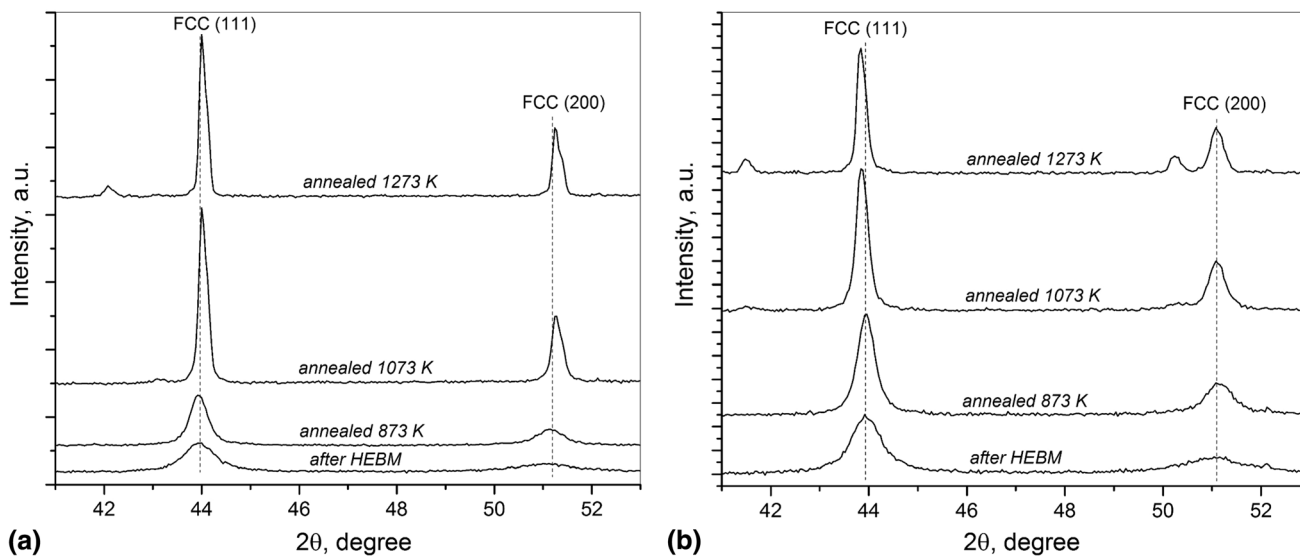 FCC (111)
FCC (200)
annealed 1273 K
annealed 1073 K
annealed 873 K
after HEBM
Intensity, a.u.
42 44 46 48 50 52
2θ, degree
(a)
FCC (111)
FCC (200)
annealed 1273 K
annealed 1073 K
annealed 873 K
after HEBM
Intensity, a.u.
42 44 46 48 50 52
2θ, degree
(b)